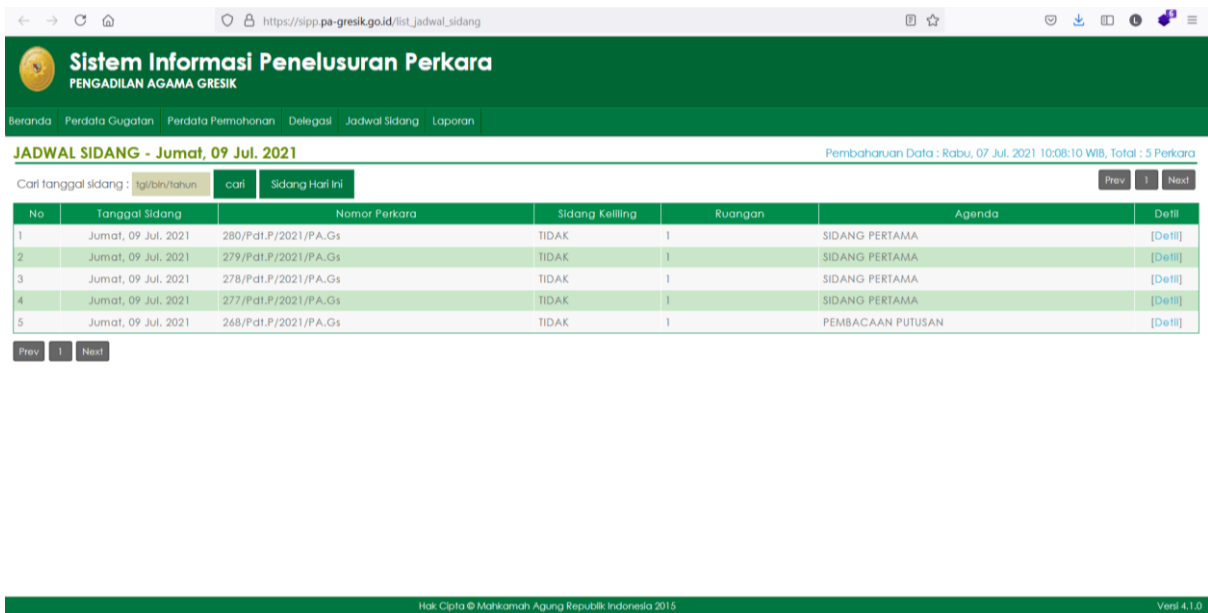 https://sipp.pa-gresik.go.id/list_jadwal_sidang
Sistem Informasi Penelusuran Perkara
PENGADILAN AGAMA GRESIK
Beranda Perdata Gugatan Perdata Permohonan Delegasi Jadwal Sidang Laporan
JADWAL SIDANG - Jumat, 09 Jul. 2021 Pembaharuan Data : Rabu, 07 Jul. 2021 10:08:10 WIB, Total : 5 Perkara
Cari tanggal sidang : tgl/bln/tahun cari Sidang Hari Ini Prev 1 Next
No Tanggal Sidang Nomor Perkara Sidang Keliling Ruangan Agenda Detil
1 Jumat, 09 Jul. 2021 280/Pdt.P/2021/PA.Gs TIDAK 1 SIDANG PERTAMA [Detil]
2 Jumat, 09 Jul. 2021 279/Pdt.P/2021/PA.Gs TIDAK 1 SIDANG PERTAMA [Detil]
3 Jumat, 09 Jul. 2021 278/Pdt.P/2021/PA.Gs TIDAK 1 SIDANG PERTAMA [Detil]
4 Jumat, 09 Jul. 2021 277/Pdt.P/2021/PA.Gs TIDAK 1 SIDANG PERTAMA [Detil]
5 Jumat, 09 Jul. 2021 268/Pdt.P/2021/PA.Gs TIDAK 1 PEMBACAAN PUTUSAN [Detil]
Prev 1 Next
Hak Cipta © Mahkamah Agung Republik Indonesia 2015 Versi 4.1.0